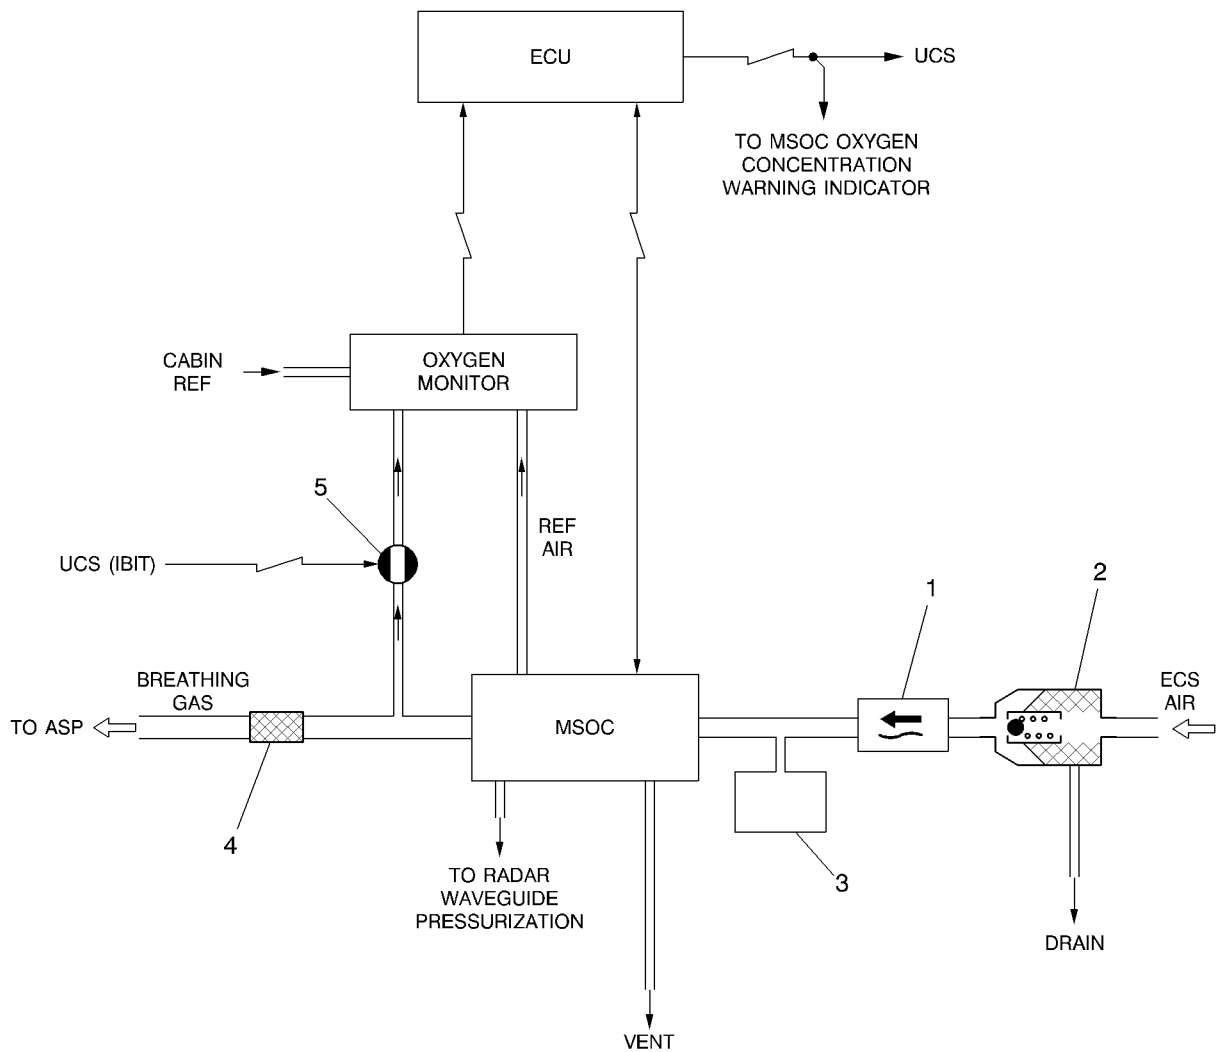 ECU
UCS
TO MSOC OXYGEN
CONCENTRATION
WARNING INDICATOR
CABIN
REF
OXYGEN
MONITOR
5
REF
AIR
UCS (IBIT)
1
2
BREATHING
GAS
ECS
AIR
TO ASP
MSOC
4
3
TO RADAR
WAVEGUIDE
PRESSURIZATION
DRAIN
VENT